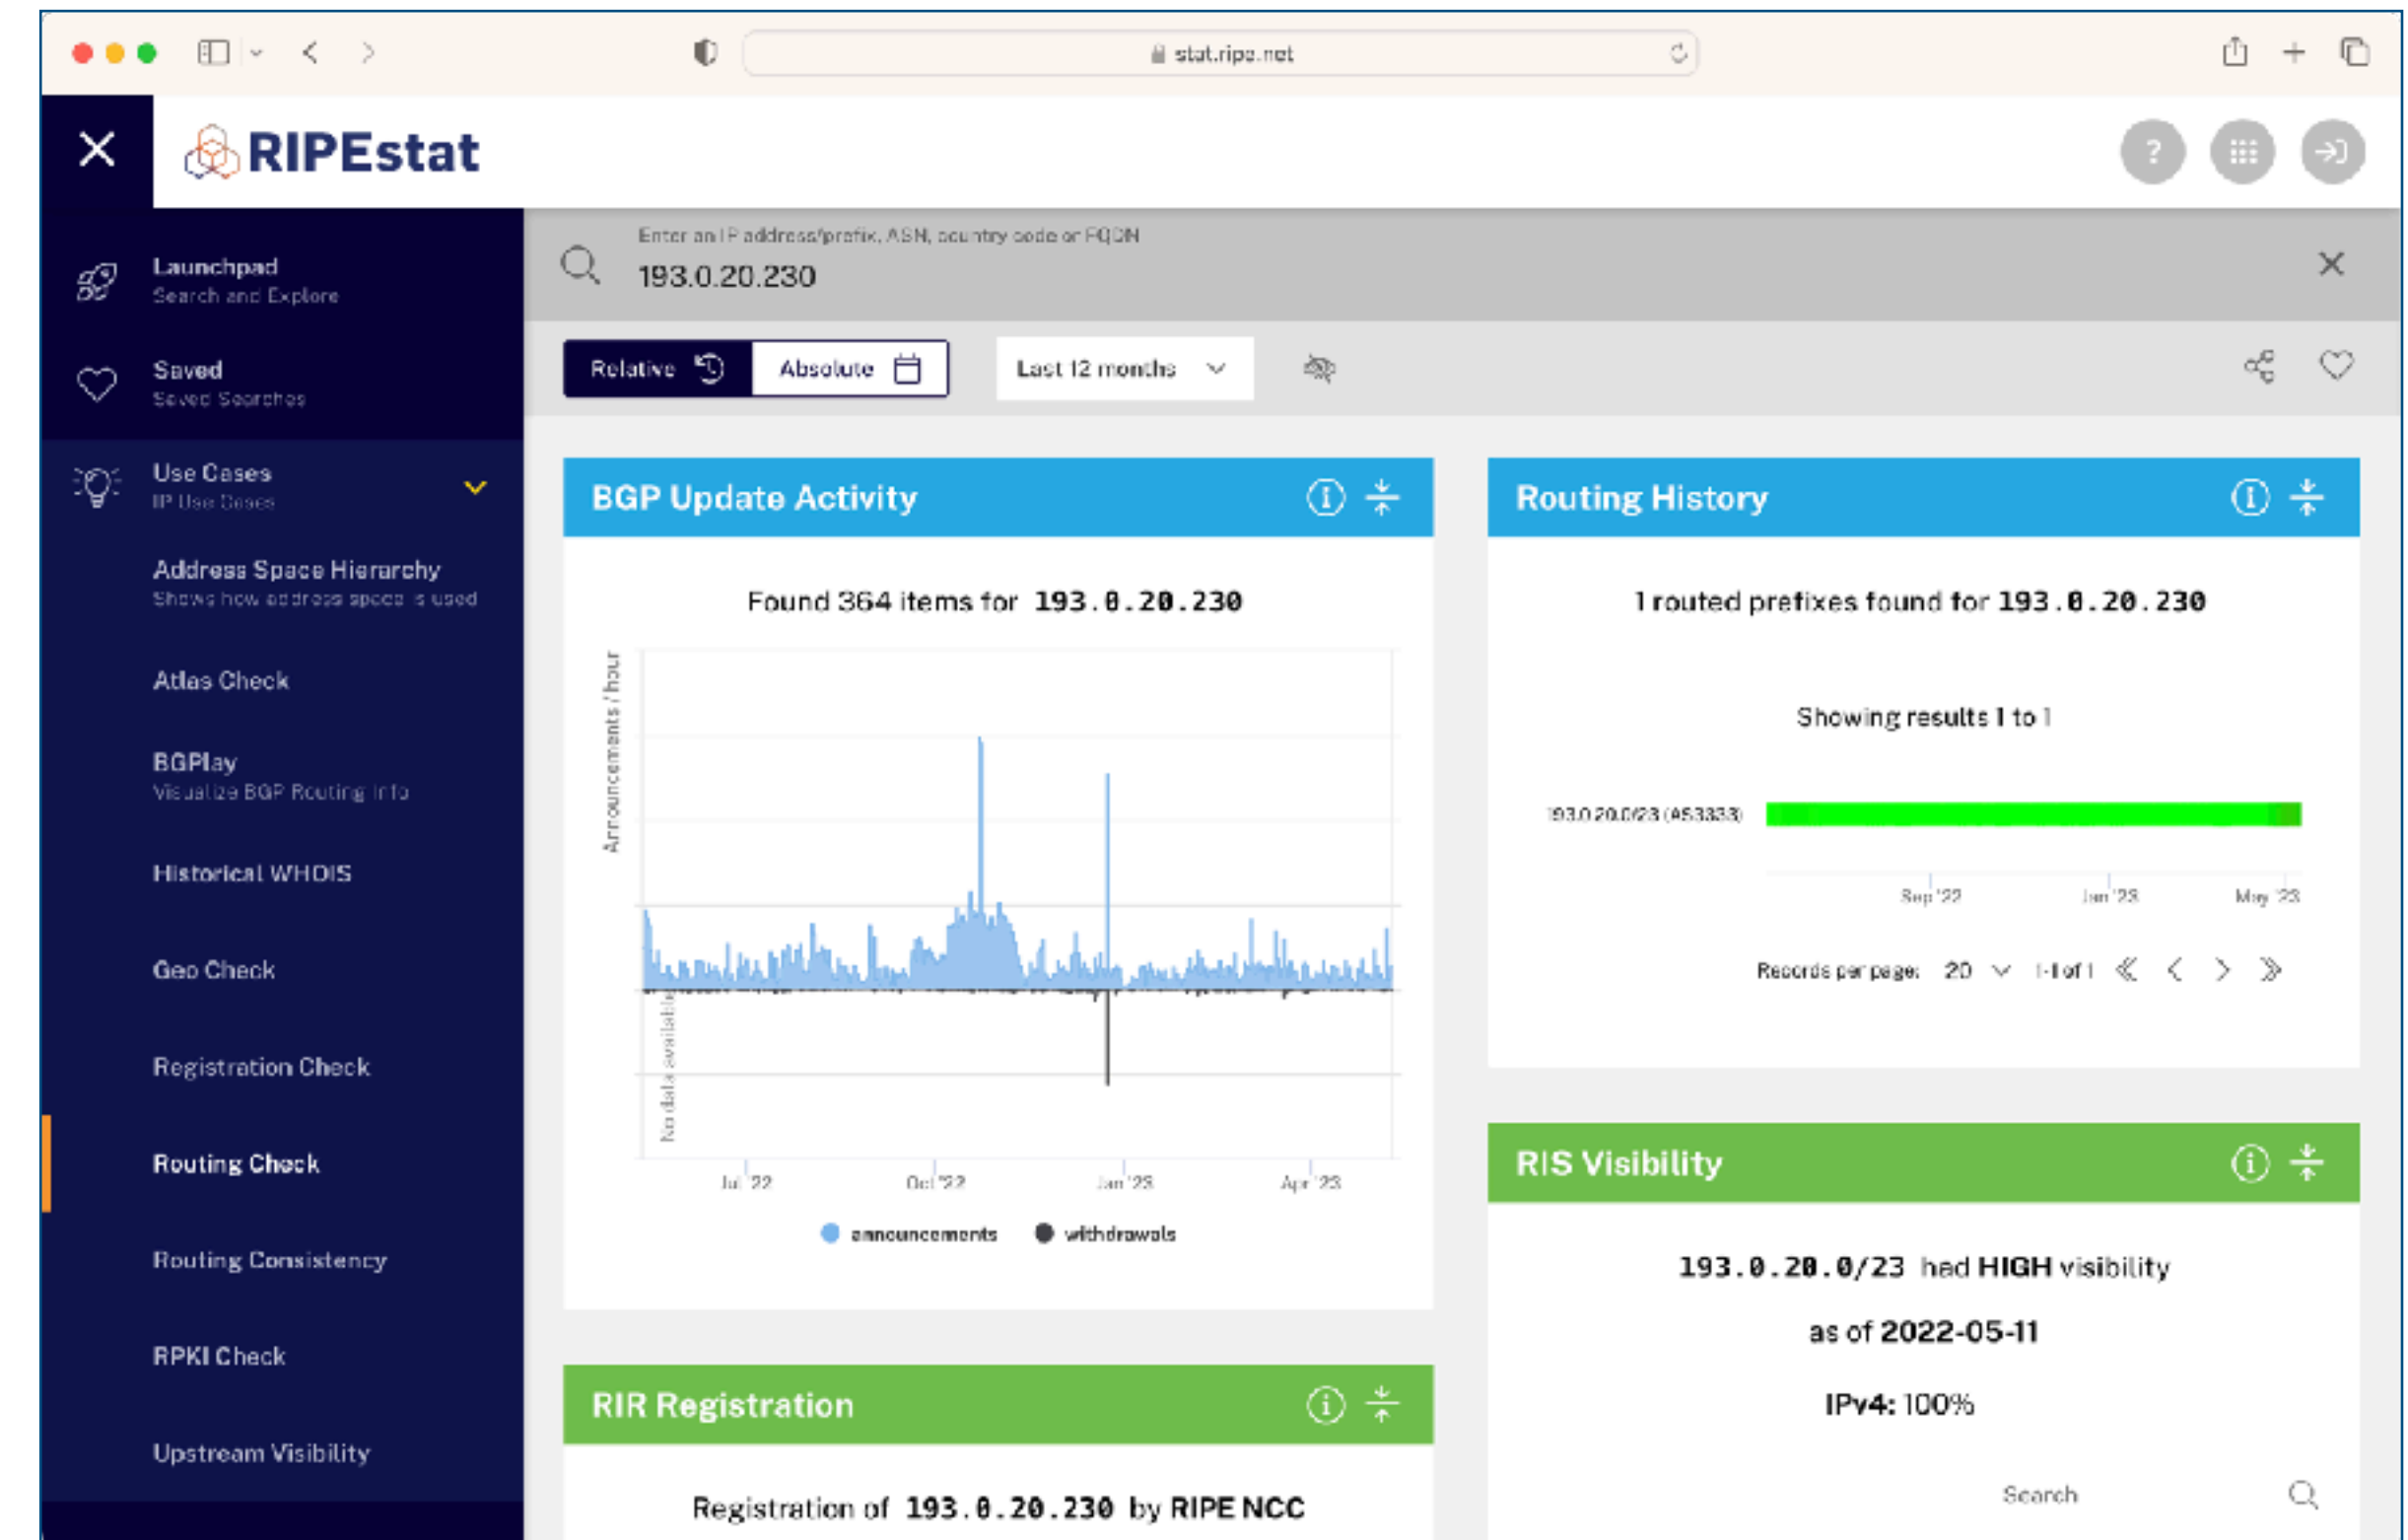 stat.ripe.net
RIPEstat
?
Launchpad
Search and Explore
Saved
Saved Searches
Use Cases
IP Use Cases
Address Space Hierarchy
Shows how address space is used
Atlas Check
BGPlay
Visualize BGP Routing Info
Historical WHOIS
Geo Check
Registration Check
Routing Check
Routing Consistency
RPKI Check
Upstream Visibility
Enter an IP address/prefix, ASN, country code or FQDN
193.0.20.230
Relative
Absolute
Last 12 months
BGP Update Activity
Found 364 items for 193.0.20.230
Announcements / hour
No data available
Jul '22
Oct '22
Jan '23
Apr '23
announcements
withdrawals
RIR Registration
Registration of 193.0.20.230 by RIPE NCC
Routing History
1 routed prefixes found for 193.0.20.230
Showing results 1 to 1
193.0.20.0/23 (AS3333)
Sep '22
Jan '23
May '23
Records per page: 20 1-1 of 1
RIS Visibility
193.0.20.0/23 had HIGH visibility
as of 2022-05-11
IPv4: 100%
Search